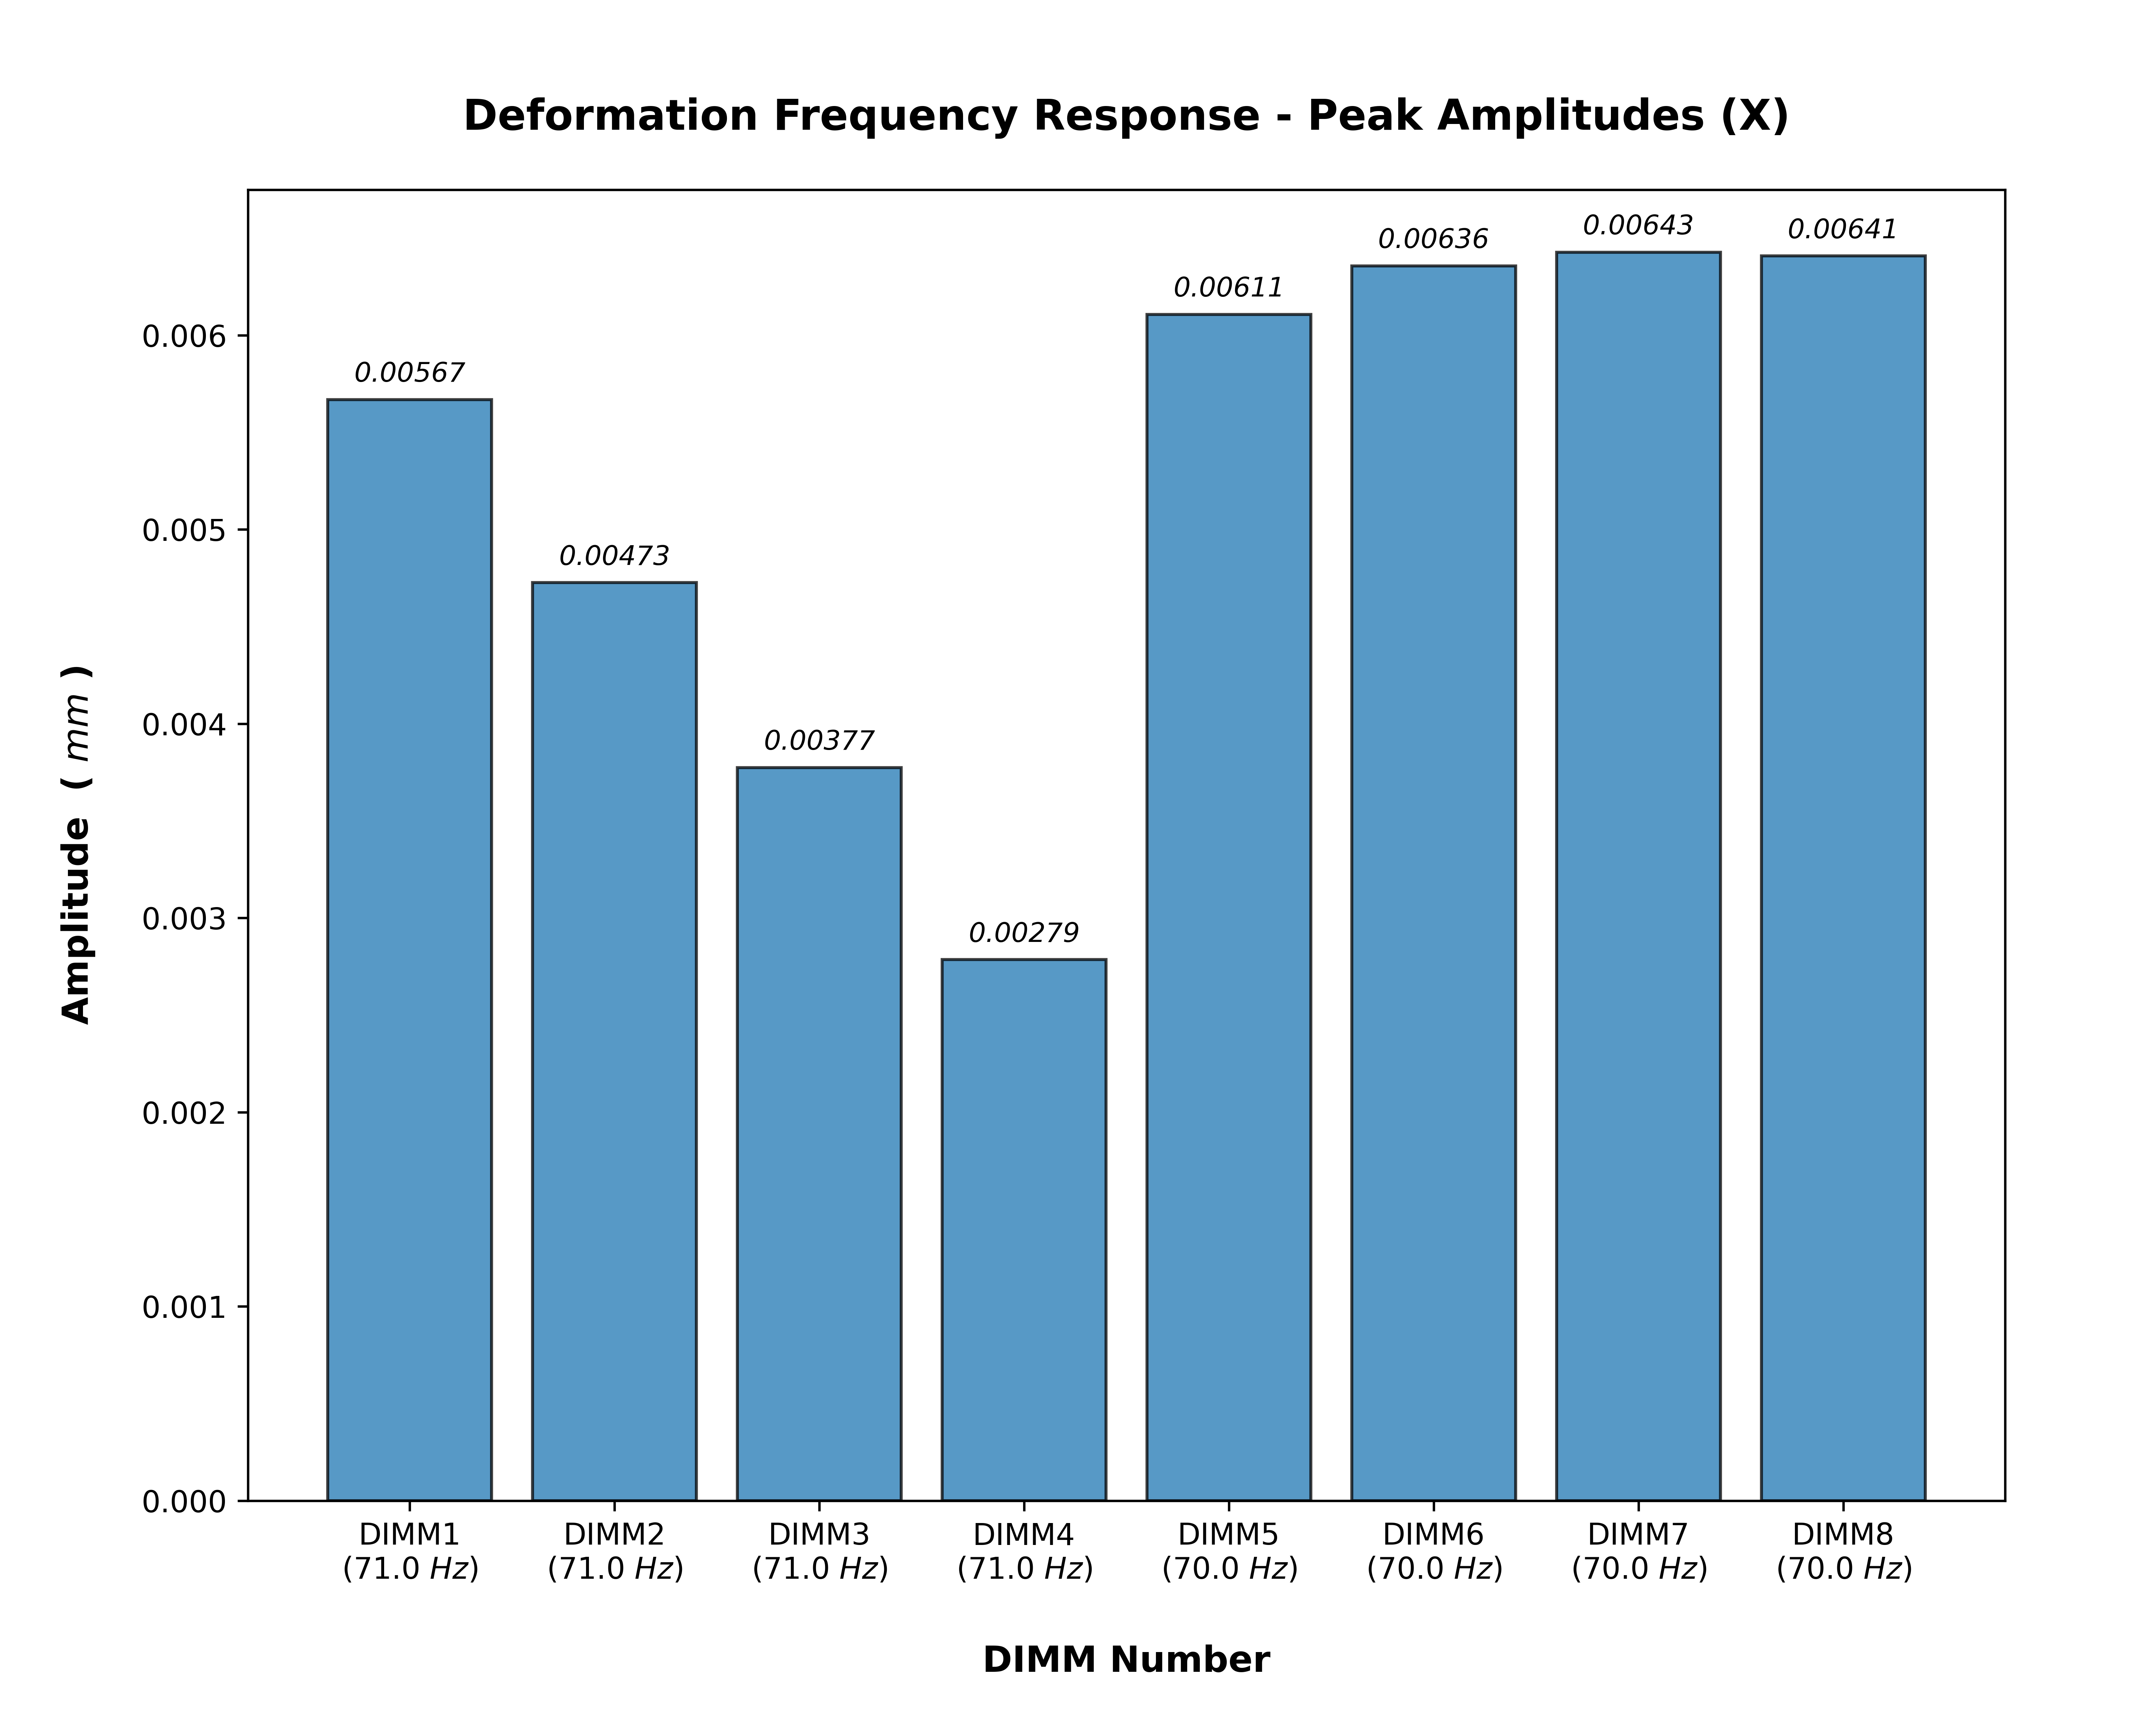 Deformation Frequency Response - Peak Amplitudes (X)
Amplitude ( mm )
0.006
0.005
0.004
0.003
0.002
0.001
0.000
0.00567
0.00473
0.00377
0.00279
0.00611
0.00636
0.00643
0.00641
DIMM1
(71.0 Hz)
DIMM2
(71.0 Hz)
DIMM3
(71.0 Hz)
DIMM4
(71.0 Hz)
DIMM5
(70.0 Hz)
DIMM6
(70.0 Hz)
DIMM7
(70.0 Hz)
DIMM8
(70.0 Hz)
DIMM Number